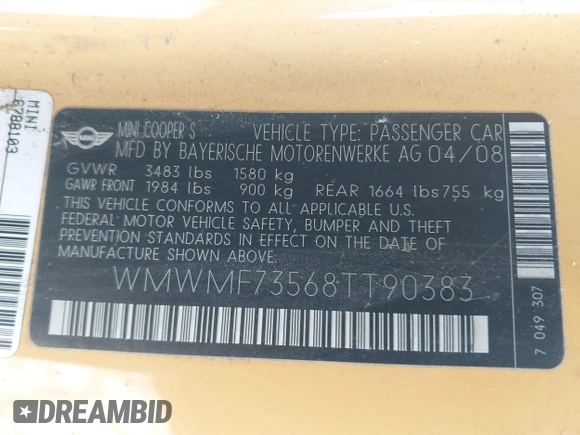 MINI
6788103
MINI
MINI COOPER S VEHICLE TYPE: PASSENGER CAR
MFD BY BAYERISCHE MOTORENWERKE AG 04/08
GVWR 3483 lbs 1580 kg
GAWR FRONT 1984 lbs 900 kg REAR 1664 lbs 755 kg
THIS VEHICLE CONFORMS TO ALL APPLICABLE U.S.
FEDERAL MOTOR VEHICLE SAFETY, BUMPER AND THEFT
PREVENTION STANDARDS IN EFFECT ON THE DATE OF
MANUFACTURE SHOWN ABOVE.
WMWMF73568TT90383
7 049 307
DREAMBID